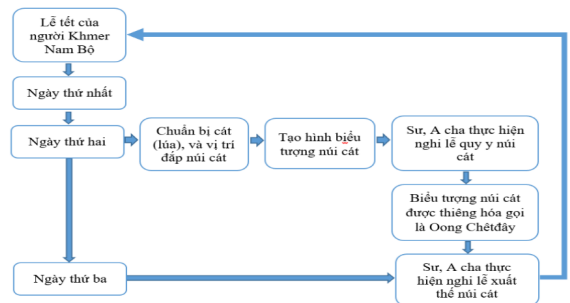 Lễ tết của
người Khmer
Nam Bộ
Ngày thứ nhất
Ngày thứ hai
Chuẩn bị cát
(lúa), và vị trí
đắp núi cát
Tạo hình biểu
tượng núi cát
Sư, A cha thực hiện
nghi lễ quy y núi
cát
Biểu tượng núi cát
được thiêng hóa gọi
là Oong Chêtđây
Ngày thứ ba
Sư, A cha thực
hiện nghi lễ xuất
thế núi cát